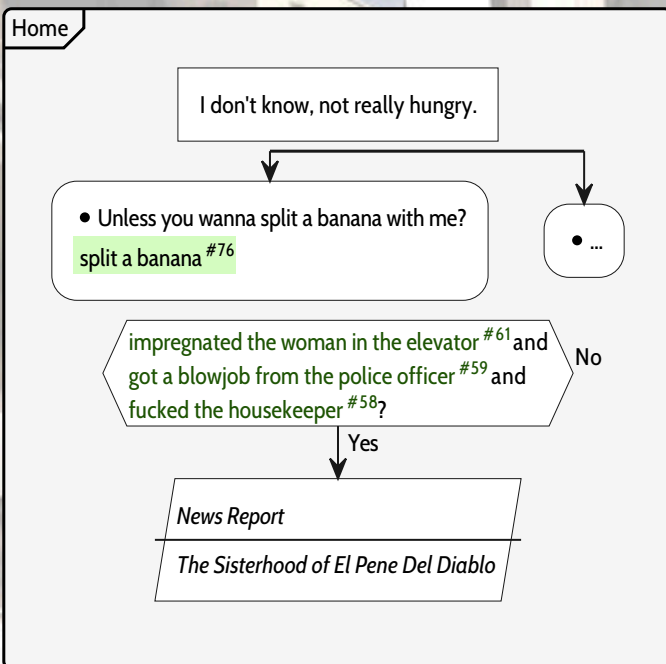 Home
I don't know, not really hungry.
• Unless you wanna split a banana with me?
split a banana #76
• ...
impregnated the woman in the elevator #61 and
got a blowjob from the police officer #59 and
fucked the housekeeper #58?
No
Yes
News Report
The Sisterhood of El Pene Del Diablo